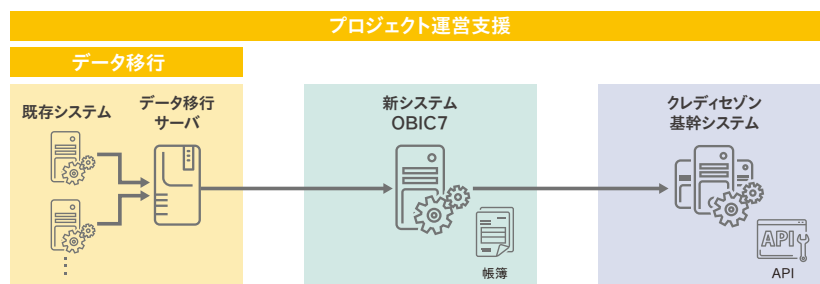 プロジェクト運営支援
データ移行
既存システム
データ移行
サーバ
新システム
OBIC7
帳簿
クレディセゾン
基幹システム
API
API